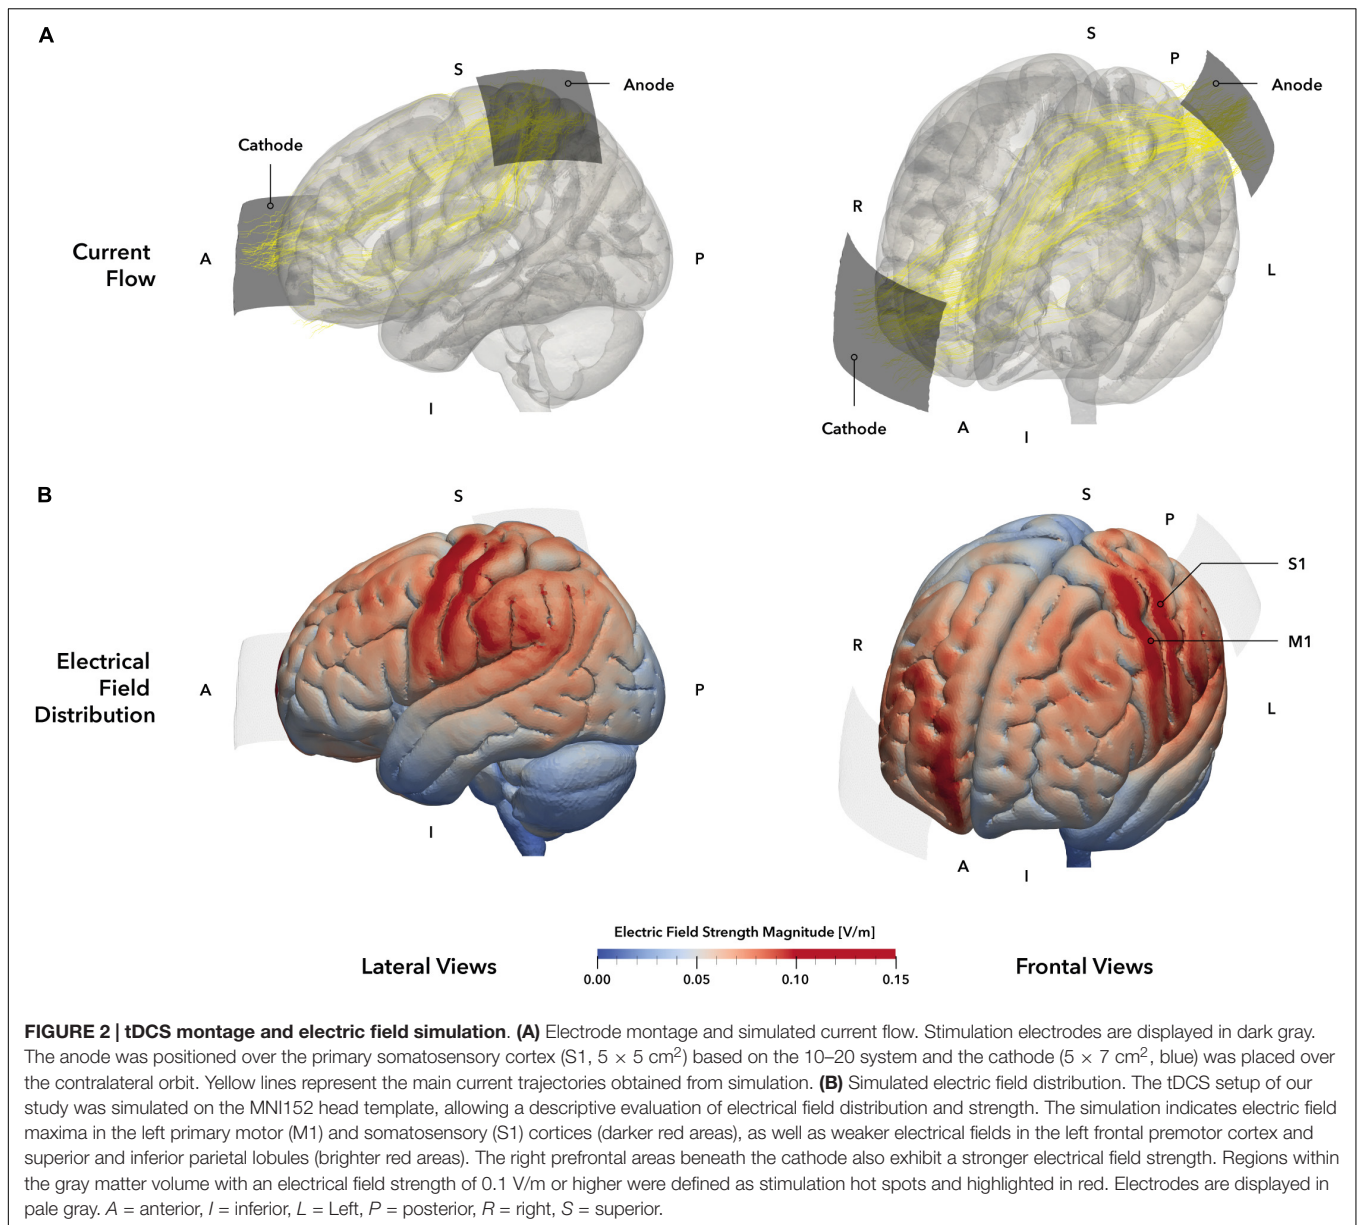 A
S
Anode
Cathode
A
P
I
Current
Flow
S
P
Anode
R
L
Cathode
A
I
B
S
A
P
I
Electrical
Field
Distribution
S
P
S1
M1
R
L
A
I
Lateral Views
Electric Field Strength Magnitude [V/m]
0.00 0.05 0.10 0.15
Frontal Views
FIGURE 2 | tDCS montage and electric field simulation. (A) Electrode montage and simulated current flow. Stimulation electrodes are displayed in dark gray.
The anode was positioned over the primary somatosensory cortex (S1, 5 × 5 cm²) based on the 10–20 system and the cathode (5 × 7 cm², blue) was placed over
the contralateral orbit. Yellow lines represent the main current trajectories obtained from simulation. (B) Simulated electric field distribution. The tDCS setup of our
study was simulated on the MNI152 head template, allowing a descriptive evaluation of electrical field distribution and strength. The simulation indicates electric field
maxima in the left primary motor (M1) and somatosensory (S1) cortices (darker red areas), as well as weaker electrical fields in the left frontal premotor cortex and
superior and inferior parietal lobules (brighter red areas). The right prefrontal areas beneath the cathode also exhibit a stronger electrical field strength. Regions within
the gray matter volume with an electrical field strength of 0.1 V/m or higher were defined as stimulation hot spots and highlighted in red. Electrodes are displayed in
pale gray. A = anterior, I = inferior, L = Left, P = posterior, R = right, S = superior.